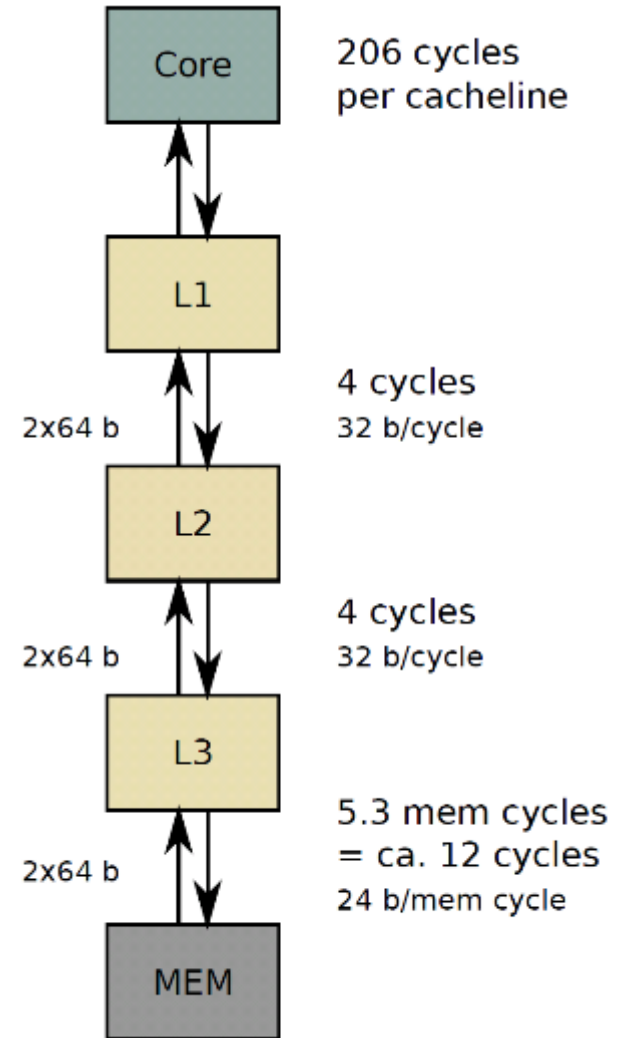 Core
206 cycles
per cacheline
L1
4 cycles
2x64 b
32 b/cycle
L2
4 cycles
2x64 b
32 b/cycle
L3
5.3 mem cycles
= ca. 12 cycles
2x64 b
24 b/mem cycle
MEM